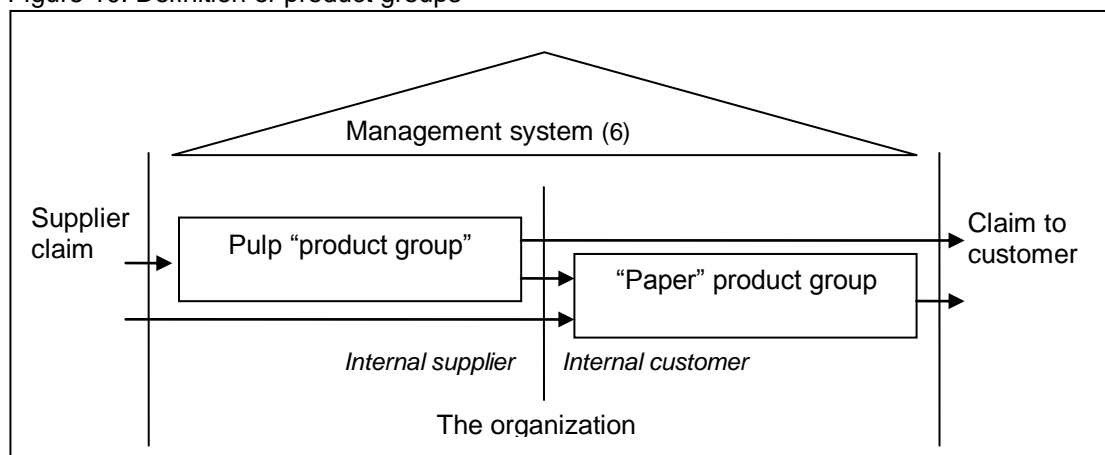 Figure Definition of product groups
Management system (6)
Supplier
claim
Pulp “product group”
Claim to
customer
“Paper” product group
Internal supplier
Internal customer
The organization